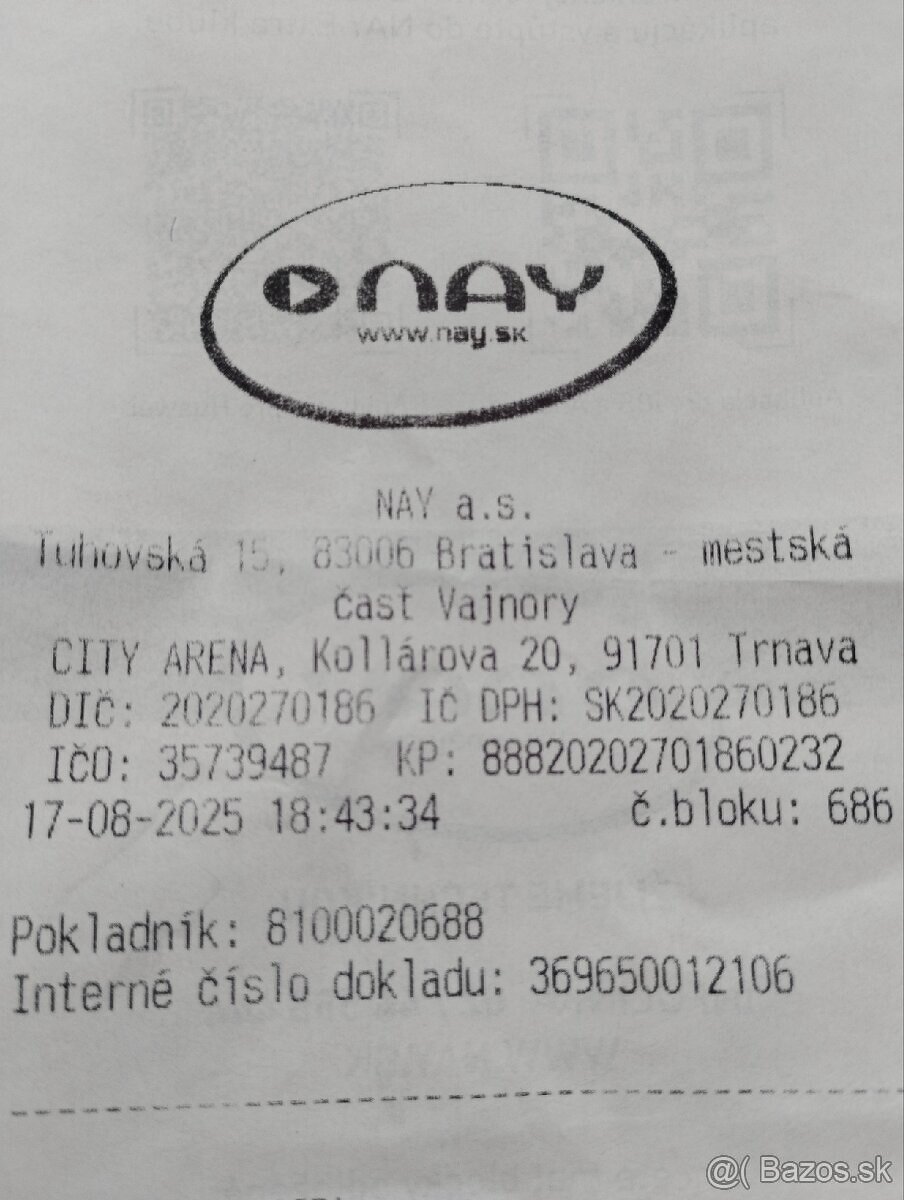 NAY
www.nay.sk
NAY a.s.
Tuhovská 15, 83006 Bratislava - mestská
časť Vajnory
CITY ARENA, Kollárova 20, 91701 Trnava
DIČ: 2020270186 IČ DPH: SK2020270186
IČO: 35739487 KP: 88820202701860232
17-08-2025 18:43:34 č.bloku: 686
Pokladník: 8100020688
Interné číslo dokladu: 369650012106
@( Bazos.sk